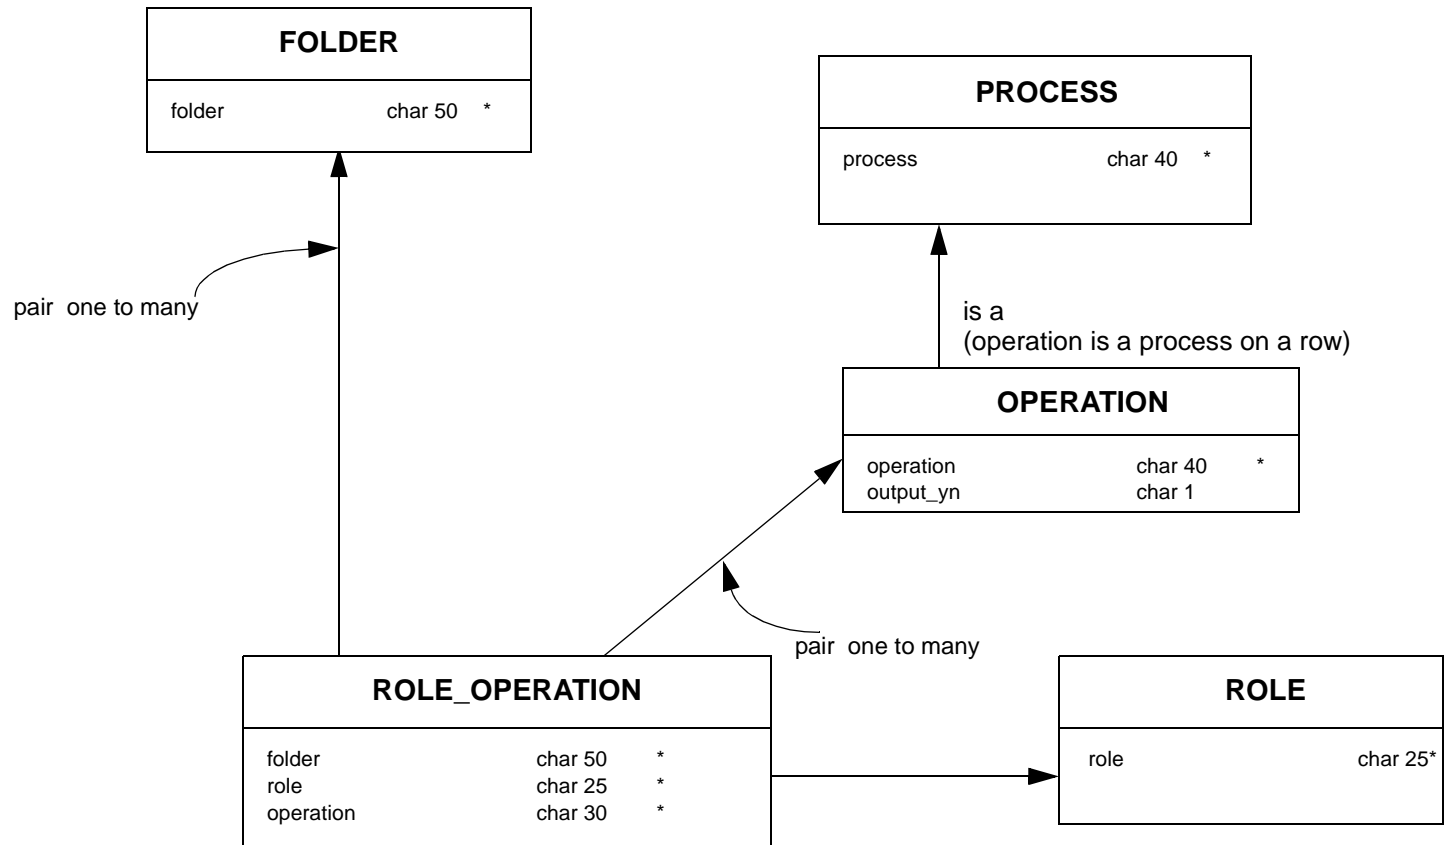 FOLDER
folder char 50 *
PROCESS
process char 40 *
pair one to many
is a
(operation is a process on a row)
OPERATION
operation char 40 *
output_yn char 1
pair one to many
ROLE_OPERATION
folder char 50 *
role char 25 *
operation char 30 *
ROLE
role char 25*